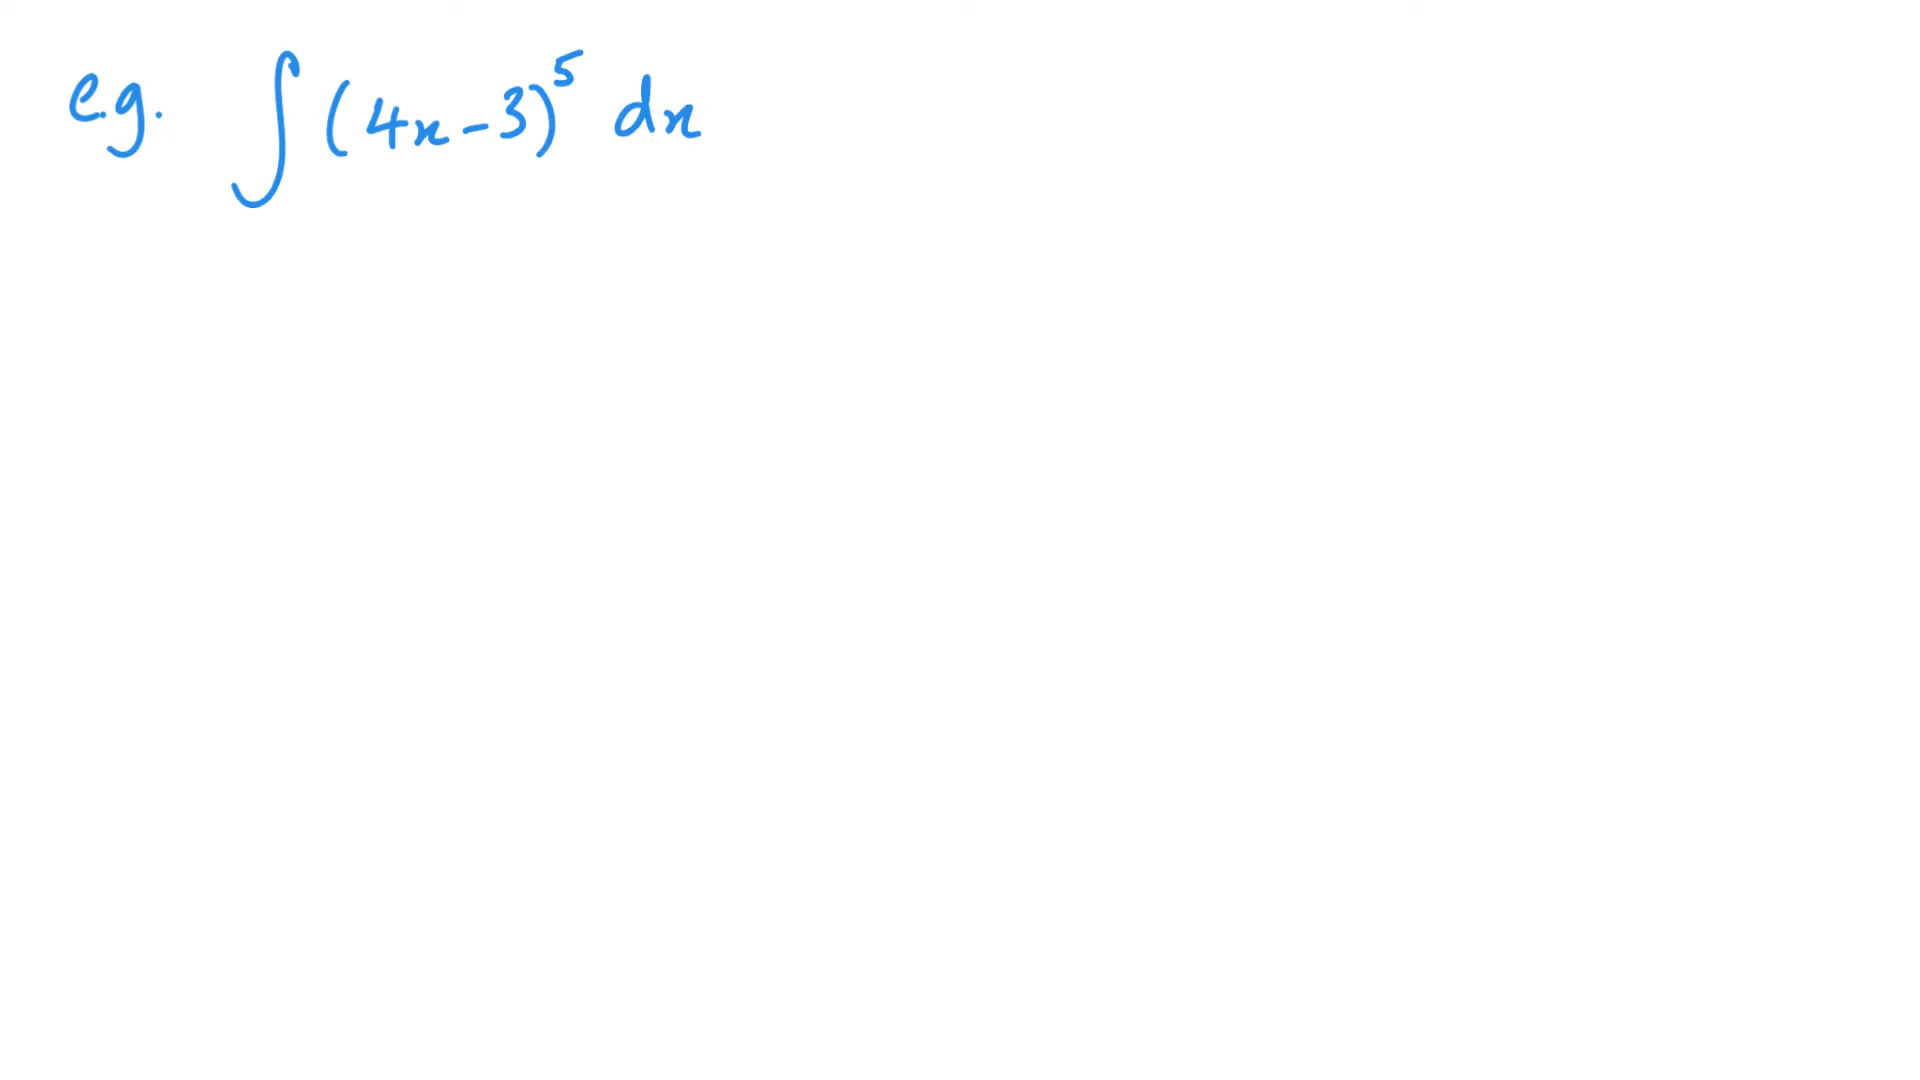 e.g. ∫(4x-3)⁵ dx